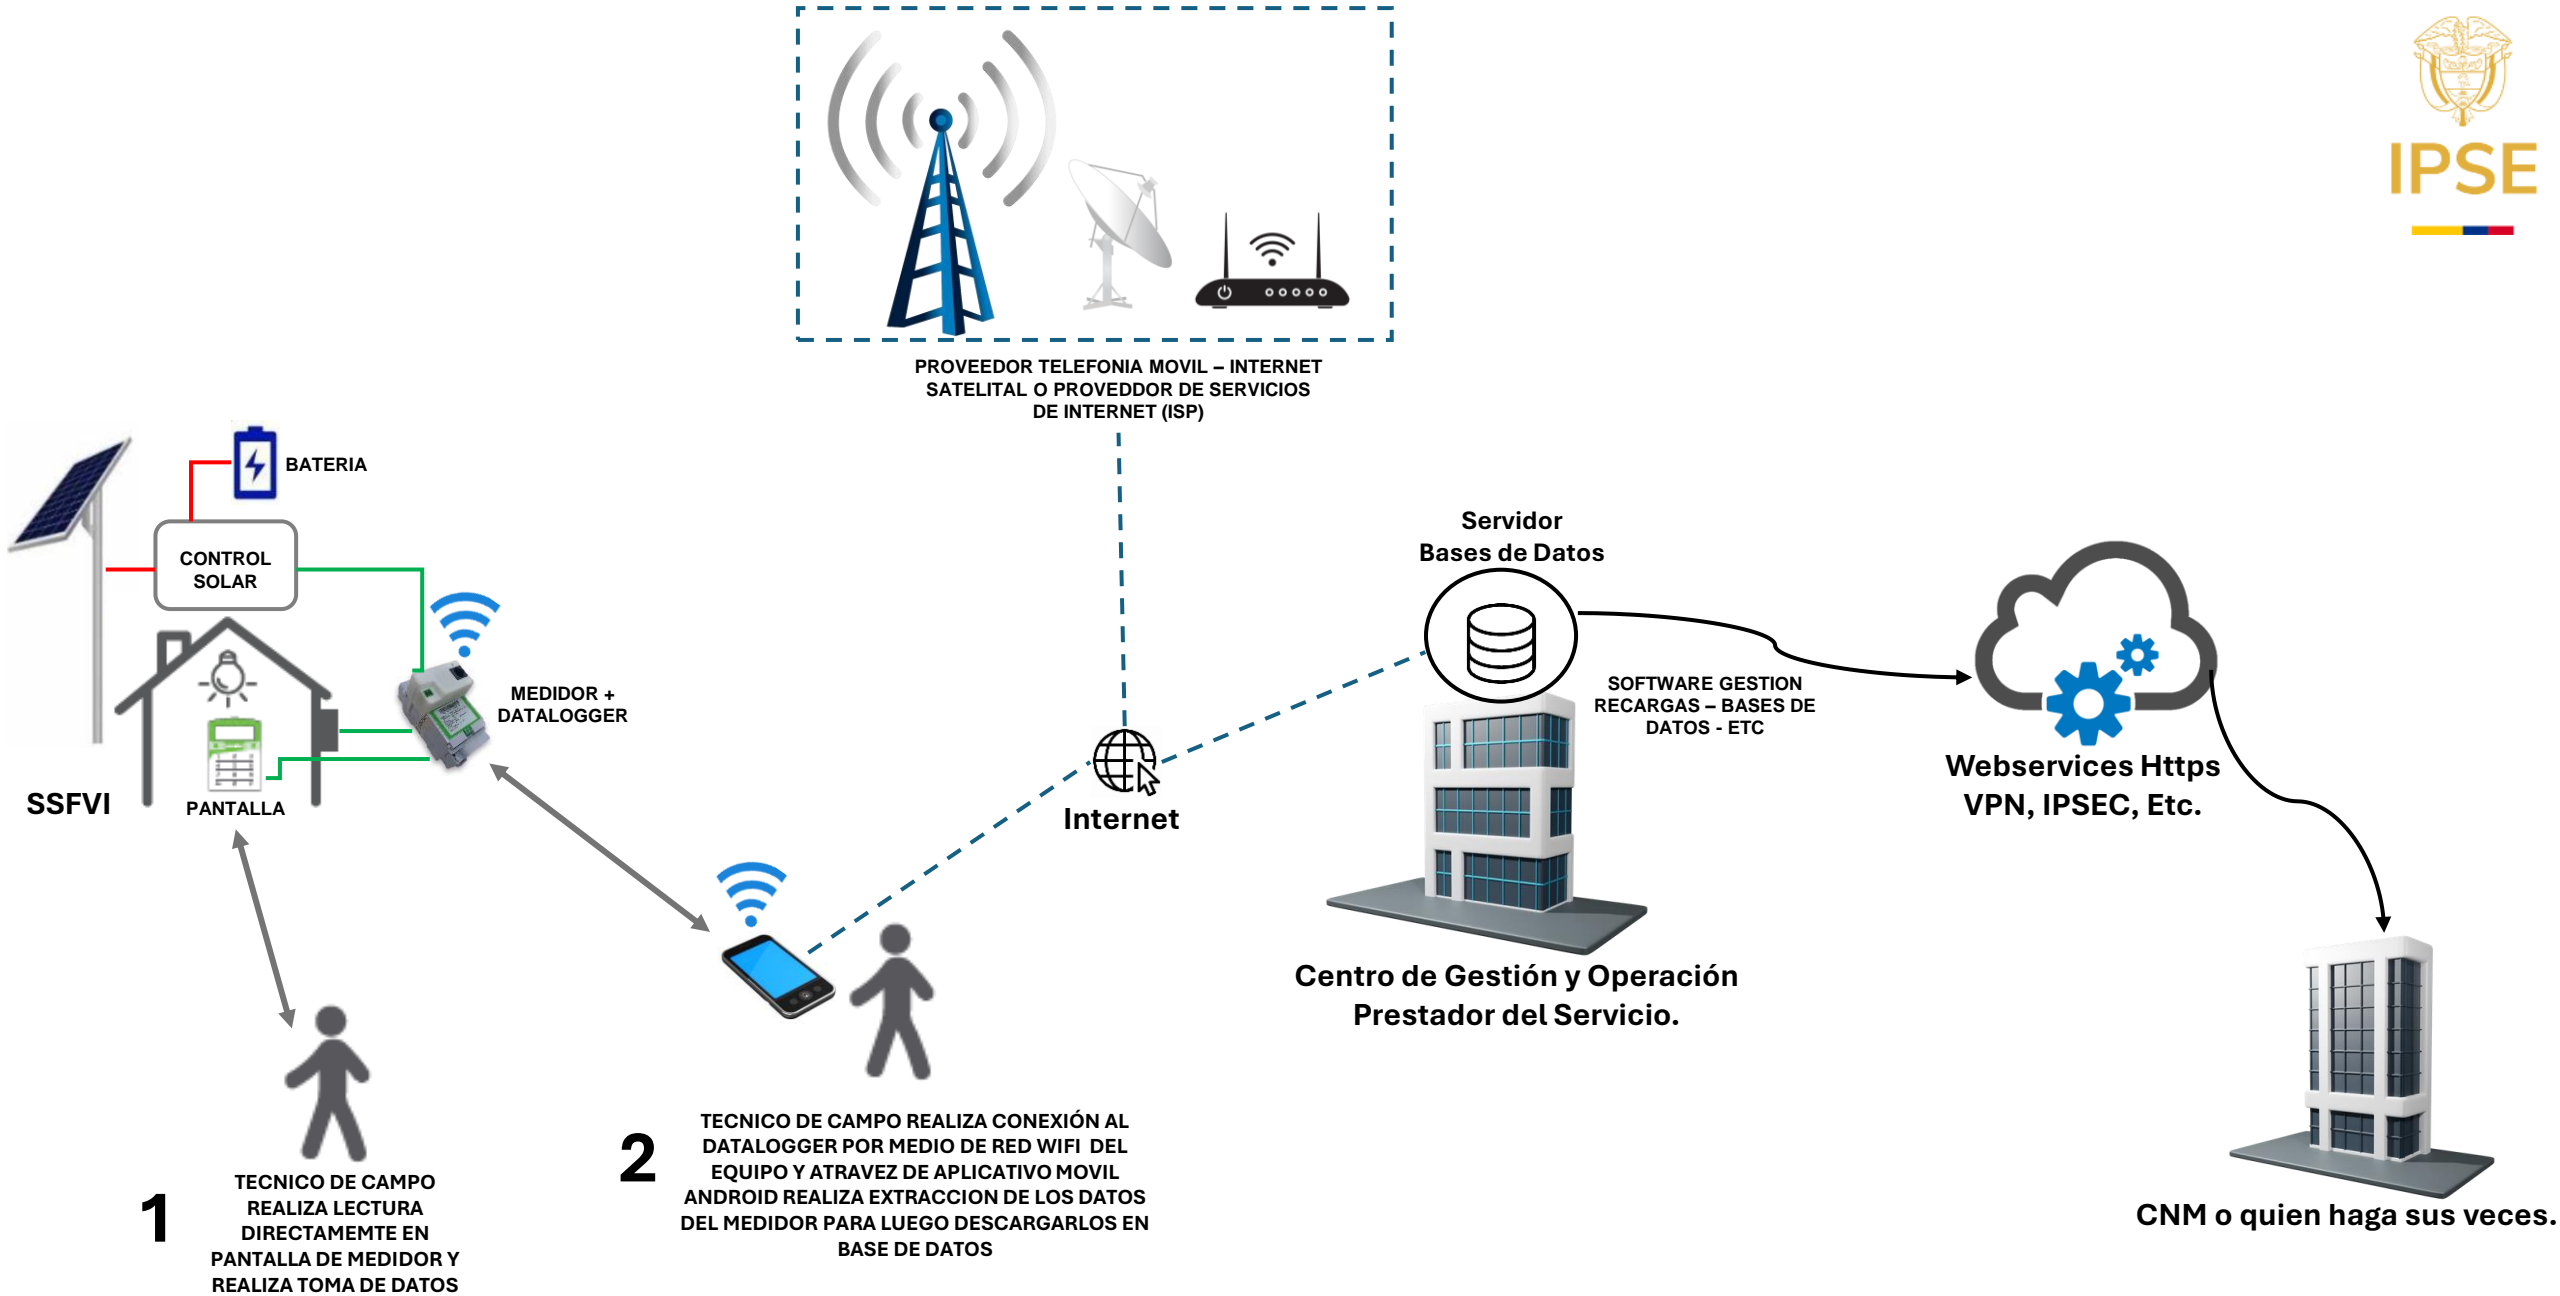 IPSE
PROVEEDOR TELEFONIA MOVIL – INTERNET
SATELITAL O PROVEDDOR DE SERVICIOS
DE INTERNET (ISP)
BATERIA
CONTROL
SOLAR
MEDIDOR +
DATALOGGER
SSFVI
PANTALLA
Internet
Servidor
Bases de Datos
SOFTWARE GESTION
RECARGAS – BASES DE
DATOS - ETC
Webservices Https
VPN, IPSEC, Etc.
Centro de Gestión y Operación
Prestador del Servicio.
CNM o quien haga sus veces.
1
TECNICO DE CAMPO
REALIZA LECTURA
DIRECTAMEMTE EN
PANTALLA DE MEDIDOR Y
REALIZA TOMA DE DATOS
2
TECNICO DE CAMPO REALIZA CONEXIÓN AL
DATALOGGER POR MEDIO DE RED WIFI  DEL
EQUIPO Y ATRAVEZ DE APLICATIVO MOVIL
ANDROID REALIZA EXTRACCION DE LOS DATOS
DEL MEDIDOR PARA LUEGO DESCARGARLOS EN
BASE DE DATOS